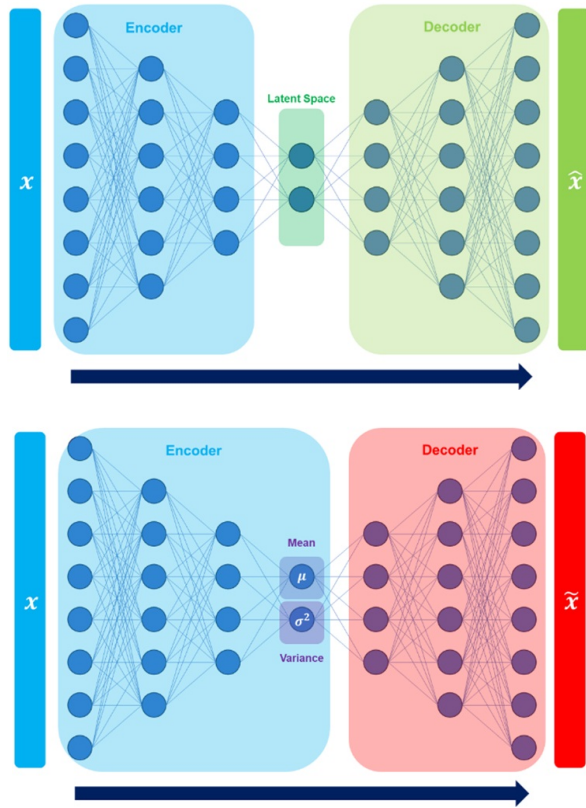 Encoder
Decoder
Latent Space
x
x̂
Encoder
Decoder
Mean
μ
x
σ²
x̃
Variance